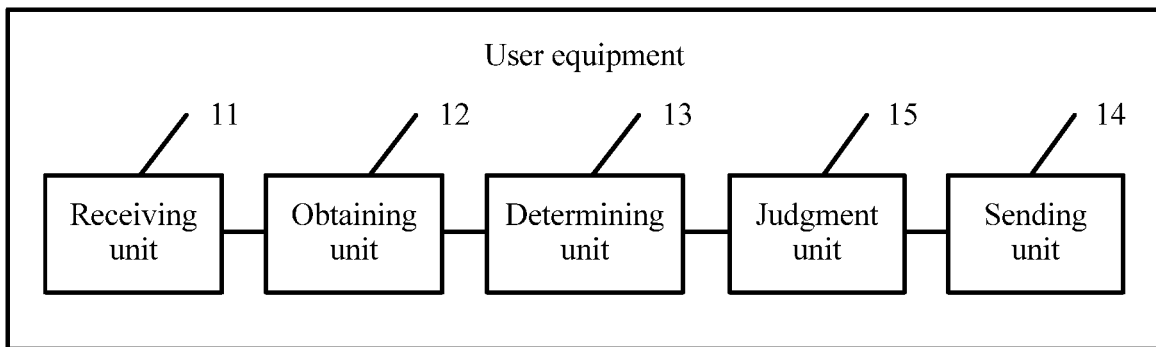 User equipment
11
12
13
15
14
Receiving
unit
Obtaining
unit
Determining
unit
Judgment
unit
Sending
unit